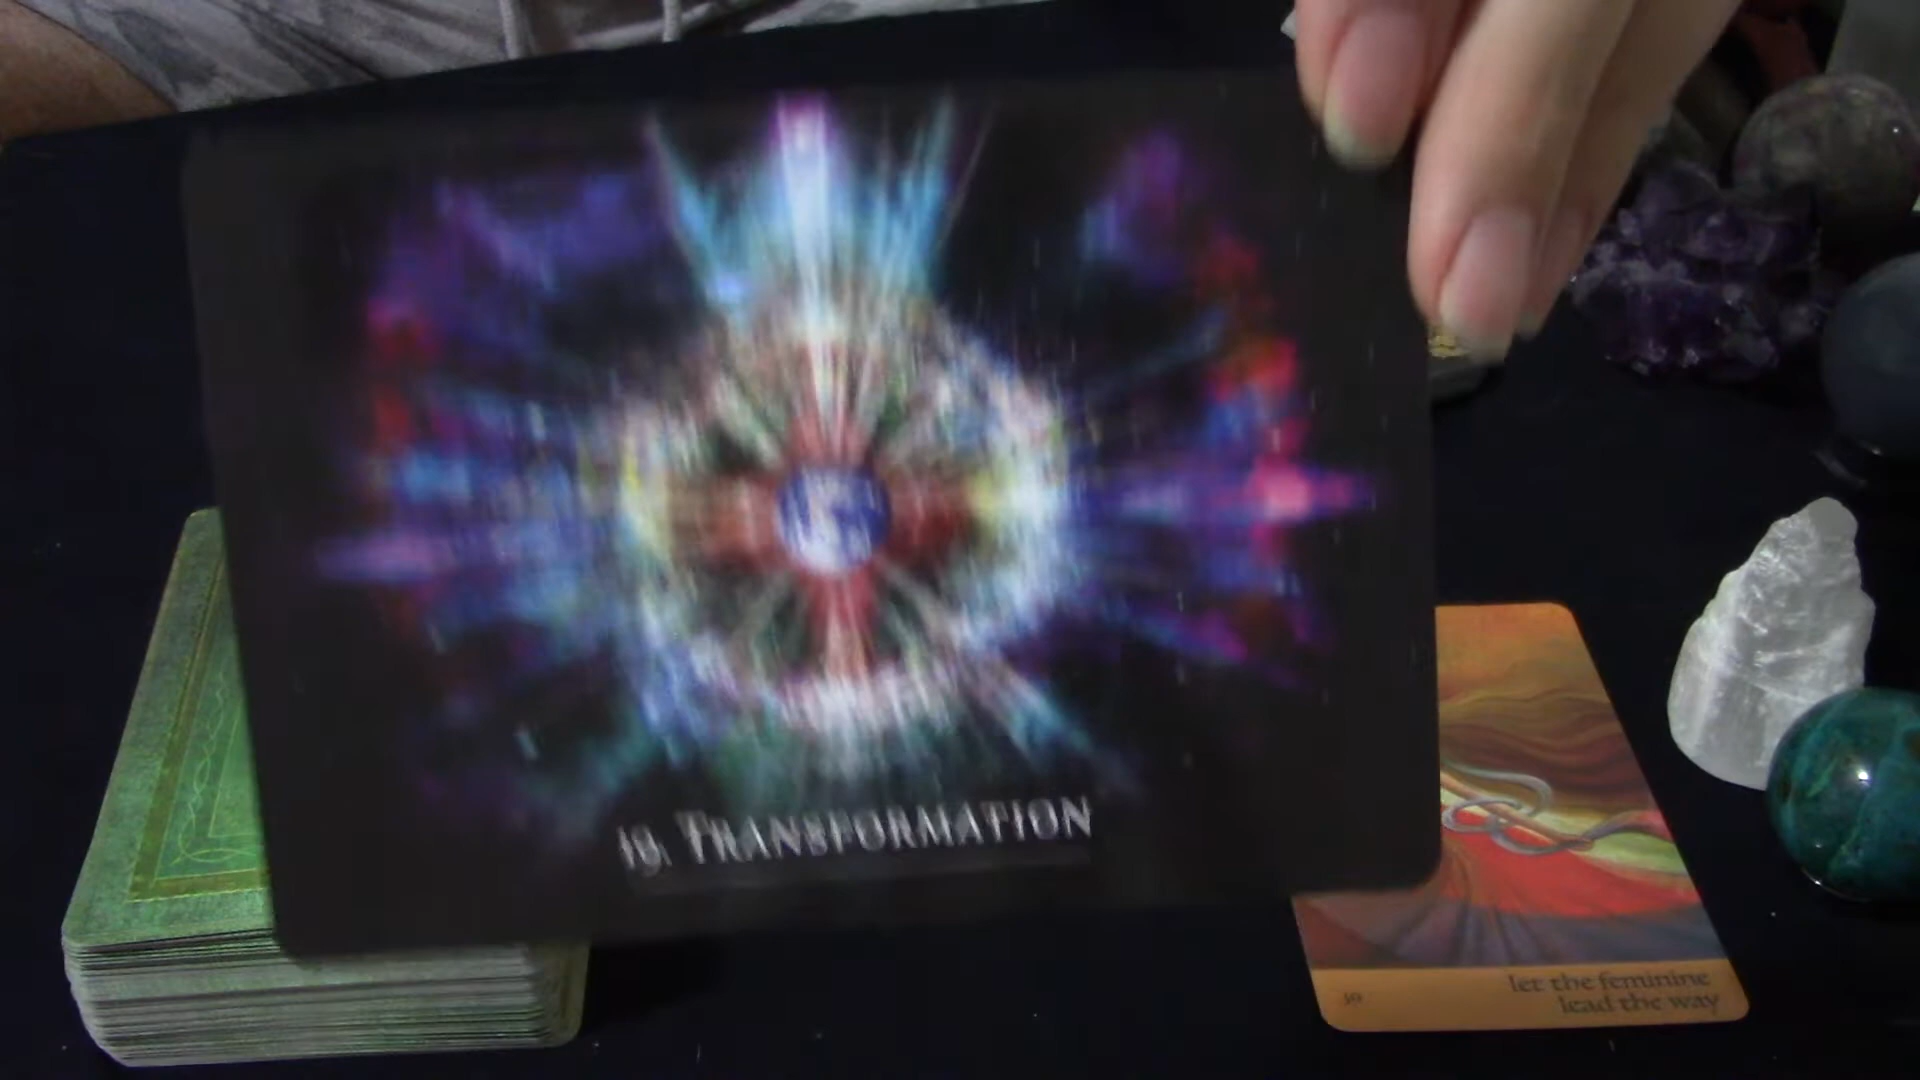 19. TRANSFORMATION
let the feminine
lead the way